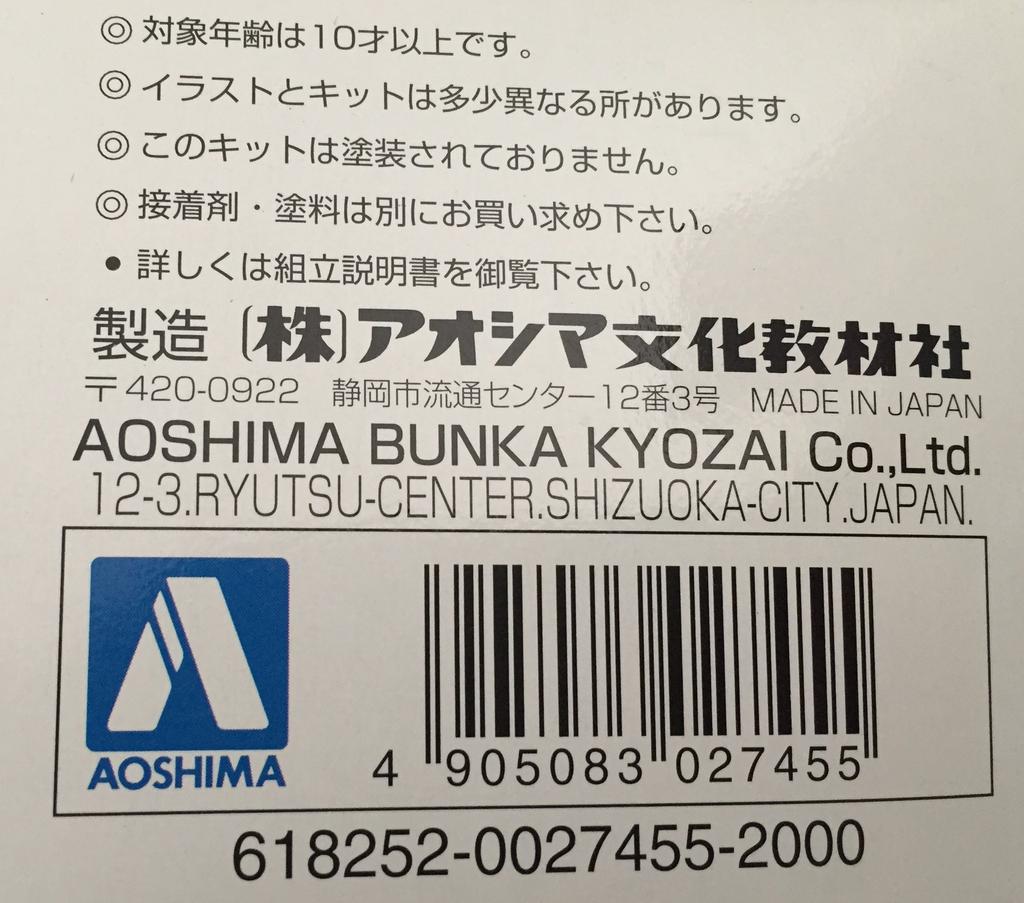 ◎対象年齢は10才以上です。
◎イラストとキットは多少異なる所があります。
◎このキットは塗装されておりません。
◎接着剤・塗料は別にお買い求め下さい。
•詳しくは組立説明書を御覧下さい。
製造(株)アオシマ文化教材社
〒420-0922 静岡市流通センター12番3号 MADE IN JAPAN
AOSHIMA BUNKA KYOZAI Co.,Ltd.
12-3.RYUTSU-CENTER.SHIZUOKA-CITY.JAPAN.
AOSHIMA
4 905083 027455
618252-0027455-2000